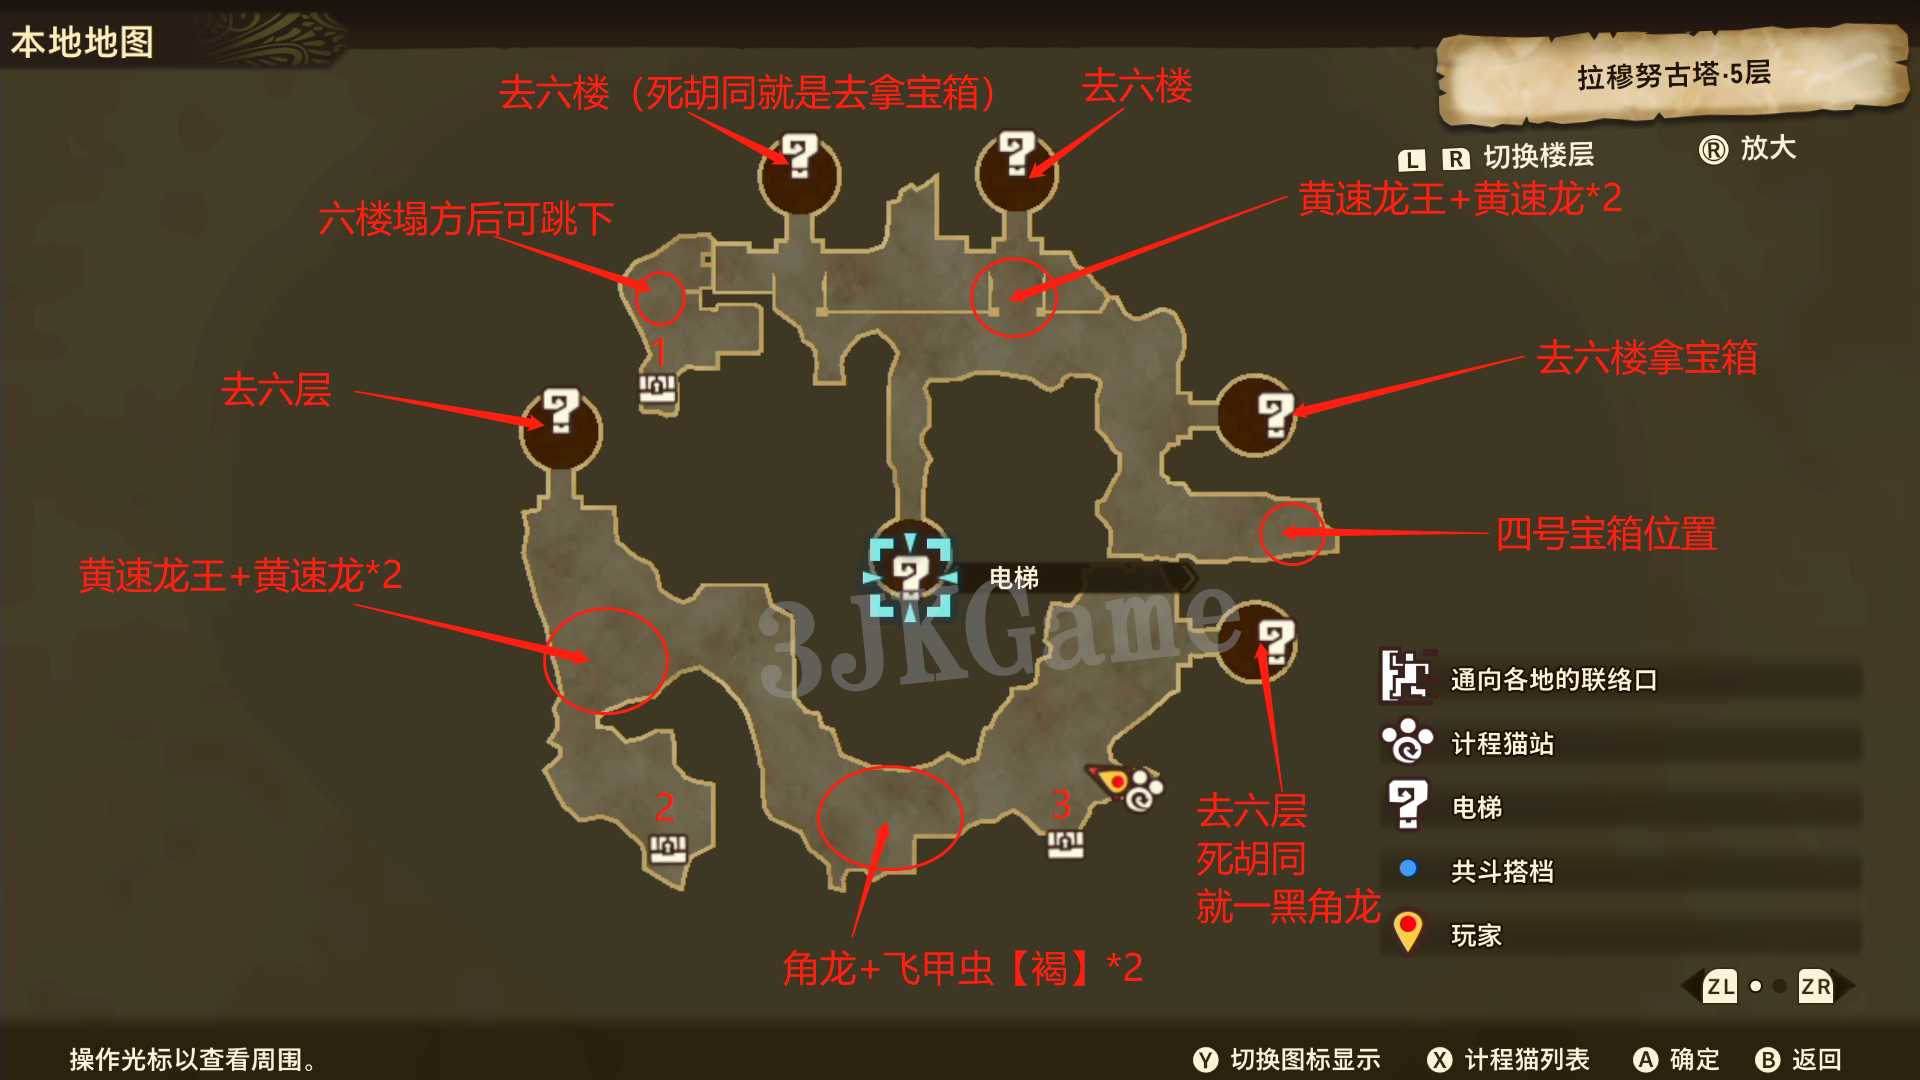 本地地图
拉穆努古塔·5层
L R 切换楼层
R 放大
去六楼（死胡同就是去拿宝箱）
去六楼
黄速龙王+黄速龙*2
六楼塌方后可跳下
去六楼拿宝箱
1
去六层
四号宝箱位置
黄速龙王+黄速龙*2
电梯
3JKGame
通向各地的联络口
计程猫站
电梯
共斗搭档
玩家
2
3
去六层
死胡同
就一黑角龙
角龙+飞甲虫【褐】*2
ZL ZR
操作光标以查看周围。
Y 切换图标显示 X 计程猫列表 A 确定 B 返回